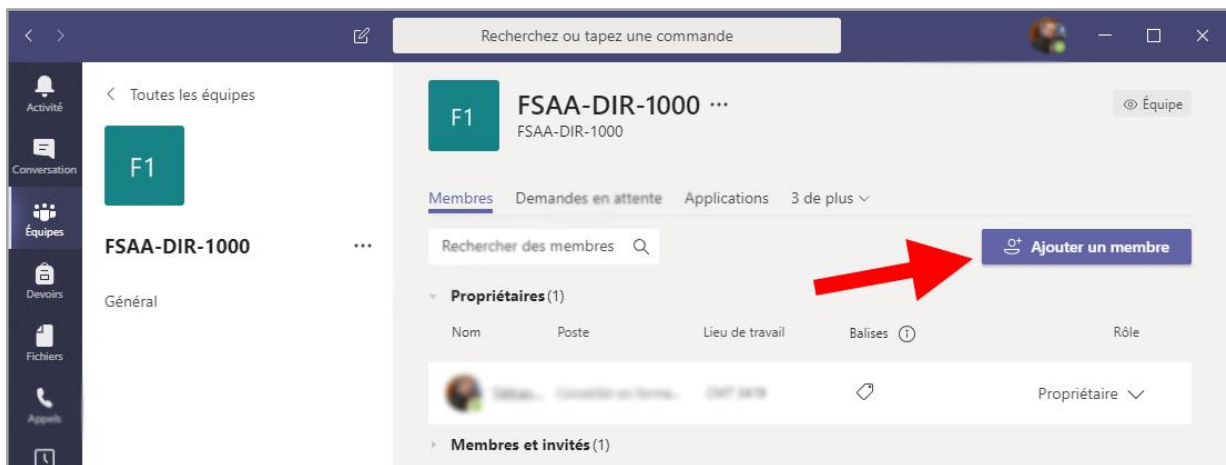 Recherchez ou tapez une commande
Activité
Conversation
Équipes
Devoirs
Fichiers
Appels
Toutes les équipes
F1
FSAA-DIR-1000 ...
Général
F1
FSAA-DIR-1000 ...
FSAA-DIR-1000
Équipe
Membres Demandes en attente Applications 3 de plus
Rechercher des membres
Ajouter un membre
Propriétaires (1)
Nom Poste Lieu de travail Balises Rôle
Propriétaire
Membres et invités (1)